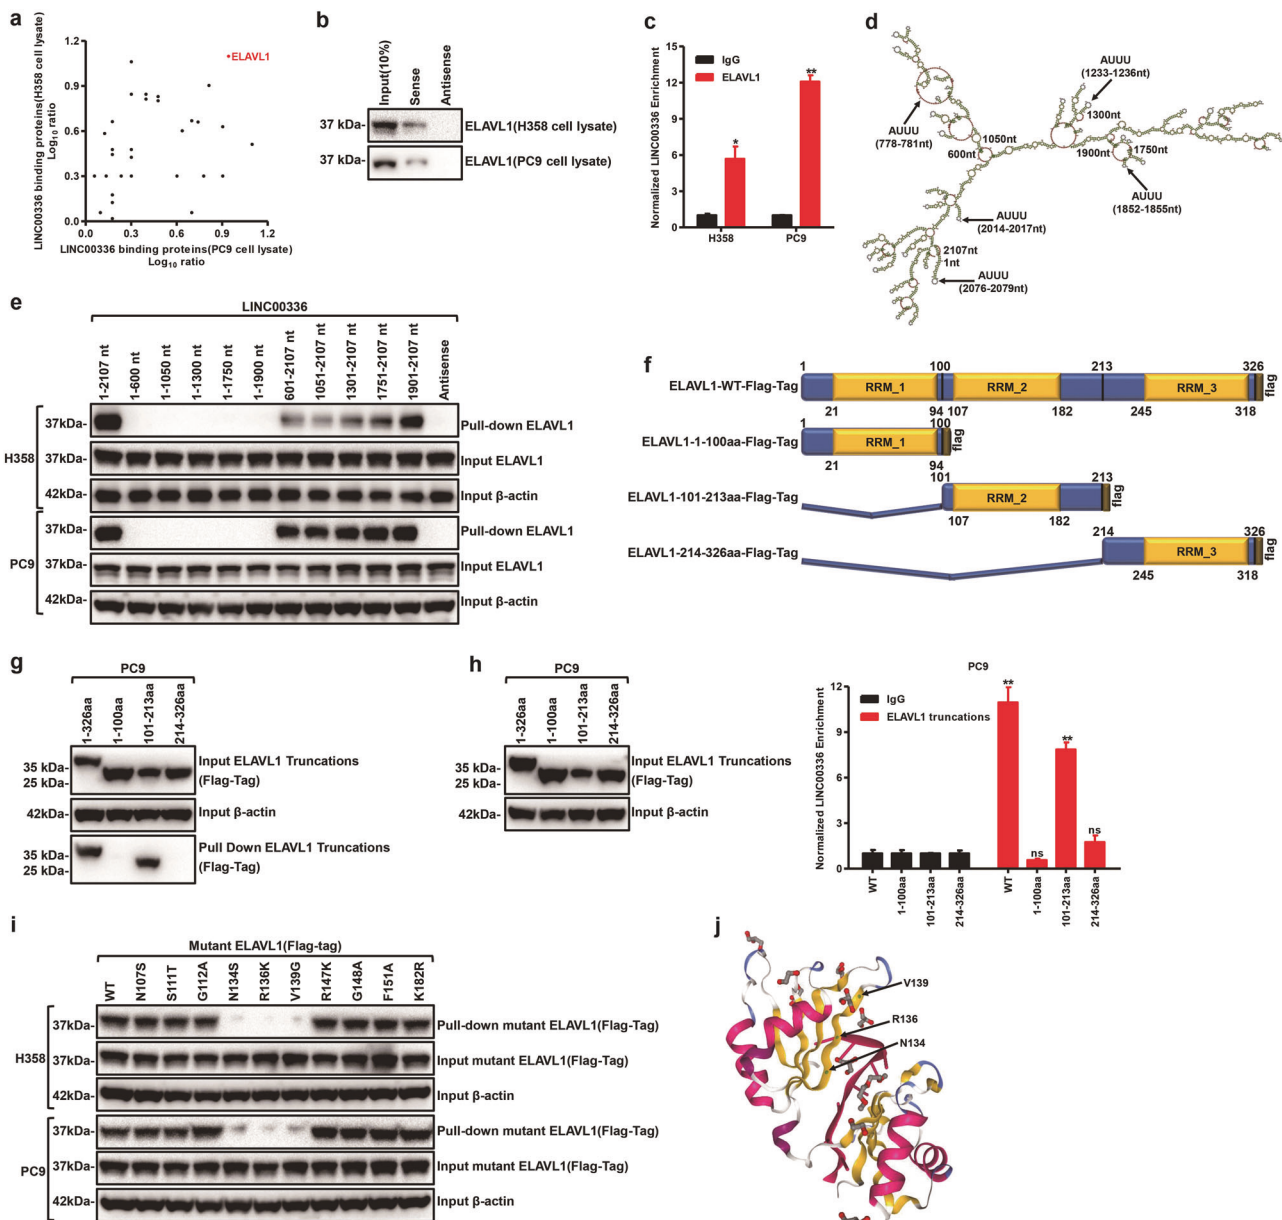 a
LINC00336 binding proteins(H358 cell lysate)
Log10 ratio
1.2
0.9
0.6
0.3
0.0
0.0 0.3 0.6 0.9 1.2
ELAVL1
LINC00336 binding proteins(PC9 cell lysate)
Log10 ratio
b
Input(10%)
Sense
Antisense
37 kDa-
ELAVL1(H358 cell lysate)
37 kDa-
ELAVL1(PC9 cell lysate)
c
Normalized LINC00336 Enrichment
15
12
9
6
3
0
IgG
ELAVL1
*
**
H358 PC9
d
AUUU
(778-781nt)
AUUU
(1233-1236nt)
1300nt
1050nt
600nt
1900nt
1750nt
AUUU
(1852-1855nt)
AUUU
(2014-2017nt)
2107nt
1nt
AUUU
(2076-2079nt)
e
LINC00336
1-2107 nt
1-600 nt
1-1050 nt
1-1300 nt
1-1750 nt
1-1900 nt
601-2107 nt
1051-2107 nt
1301-2107 nt
1751-2107 nt
1901-2107 nt
Antisense
H358
37kDa-
Pull-down ELAVL1
37kDa-
Input ELAVL1
42kDa-
Input β-actin
PC9
37kDa-
Pull-down ELAVL1
37kDa-
Input ELAVL1
42kDa-
Input β-actin
f
1 100 213 326
ELAVL1-WT-Flag-Tag
RRM_1 RRM_2 RRM_3
flag
21 94 107 182 245 318
1 100
ELAVL1-1-100aa-Flag-Tag
RRM_1
flag
21 94
101 213
ELAVL1-101-213aa-Flag-Tag
RRM_2
flag
107 182
214 326
ELAVL1-214-326aa-Flag-Tag
RRM_3
flag
245 318
g
PC9
1-326aa
1-100aa
101-213aa
214-326aa
35 kDa-
25 kDa-
Input ELAVL1 Truncations
(Flag-Tag)
42kDa-
Input β-actin
35 kDa-
25 kDa-
Pull Down ELAVL1 Truncations
(Flag-Tag)
h
PC9
1-326aa
1-100aa
101-213aa
214-326aa
35 kDa-
25 kDa-
Input ELAVL1 Truncations
(Flag-Tag)
42kDa-
Input β-actin
PC9
Normalized LINC00336 Enrichment
12
9
6
3
0
IgG
ELAVL1 truncations
**
ns
**
ns
WT
1-100aa
101-213aa
214-326aa
WT
1-100aa
101-213aa
214-326aa
i
Mutant ELAVL1(Flag-tag)
WT
N107S
S111T
G112A
N134S
R136K
V139G
R147K
G148A
F151A
K182R
H358
37kDa-
Pull-down mutant ELAVL1(Flag-Tag)
37kDa-
Input mutant ELAVL1(Flag-Tag)
42kDa-
Input β-actin
PC9
37kDa-
Pull-down mutant ELAVL1(Flag-Tag)
37kDa-
Input mutant ELAVL1(Flag-Tag)
42kDa-
Input β-actin
j
V139
R136
N134